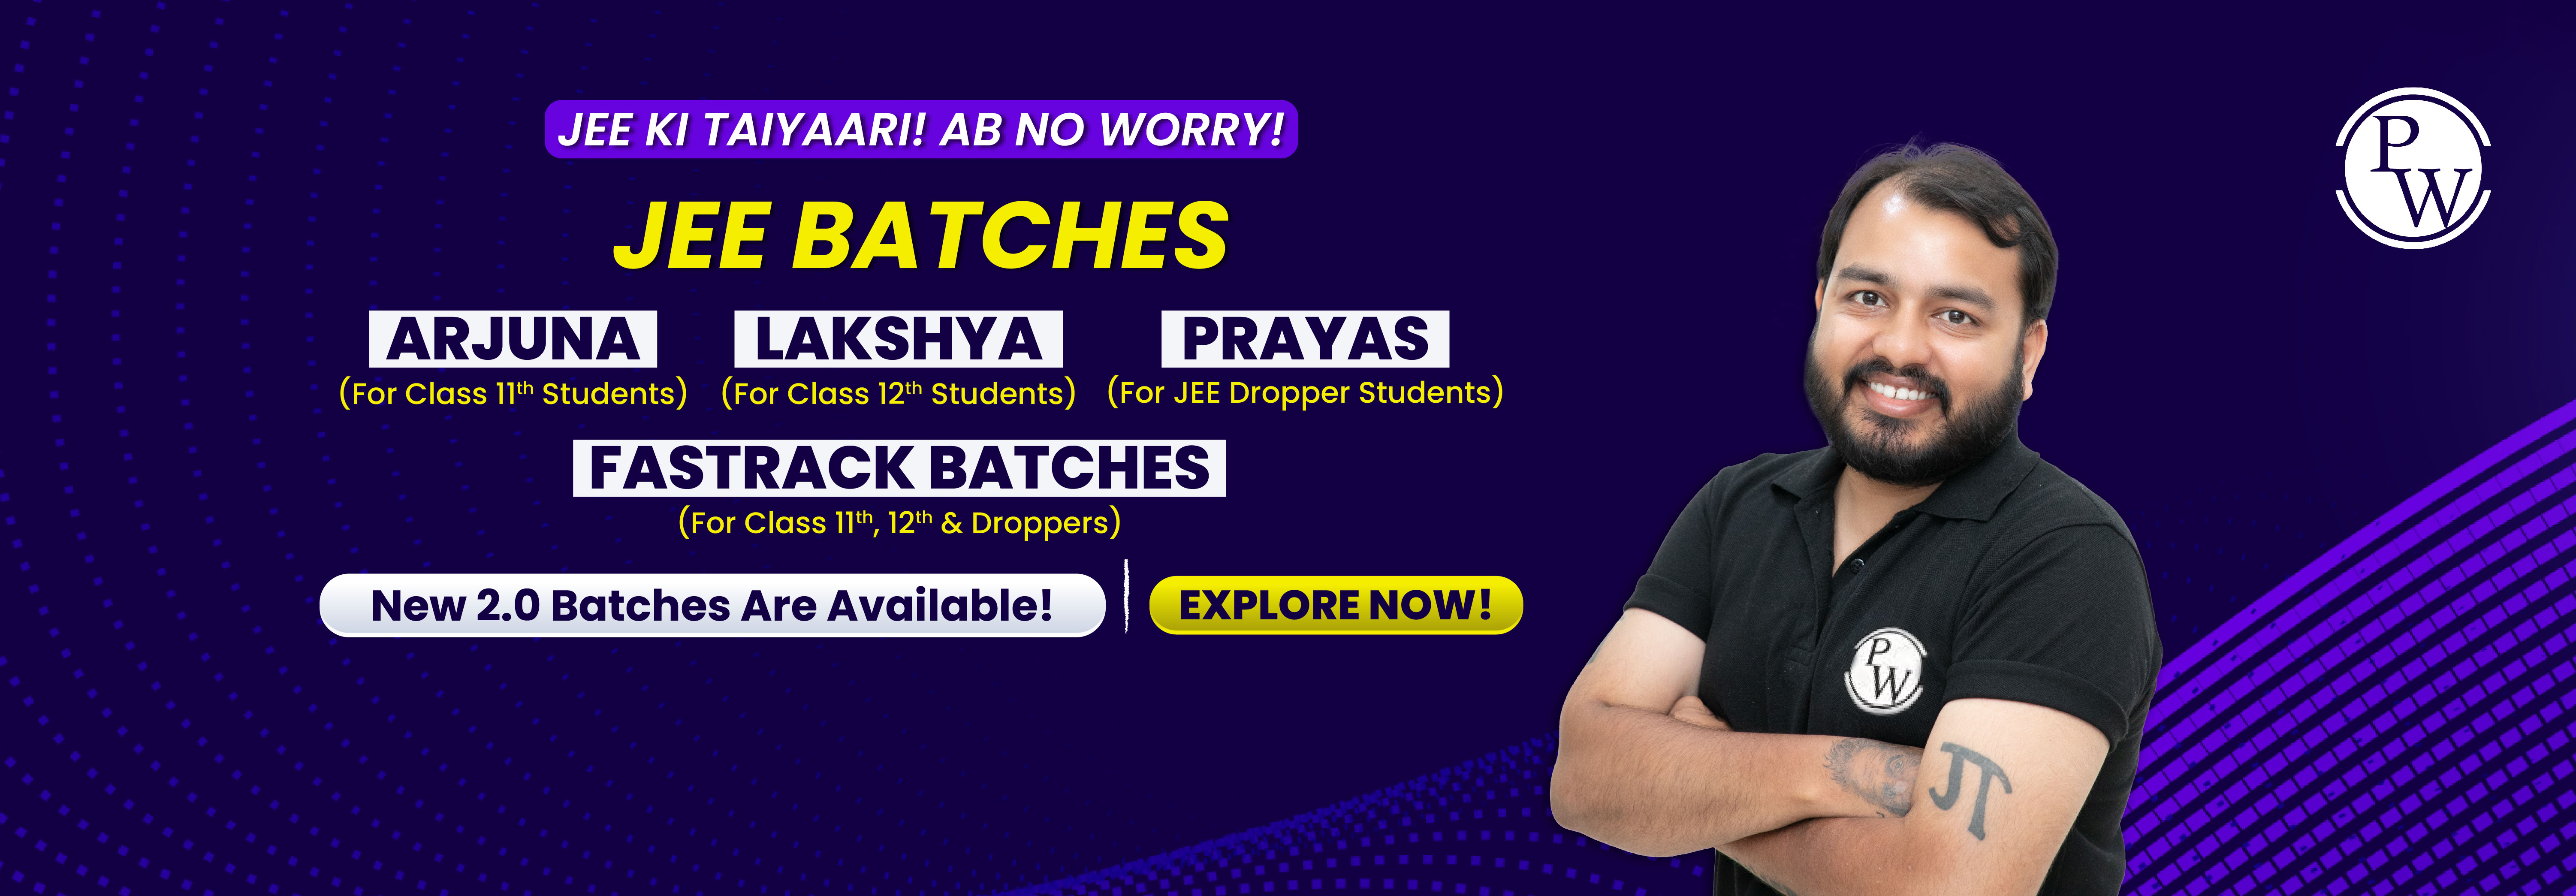 JEE KI TAIYAARI! AB NO WORRY!
JEE BATCHES
ARJUNA LAKSHYA PRAYAS
(For Class 11th Students) (For Class 12th Students) (For JEE Dropper Students)
FASTRACK BATCHES
(For Class 11th, 12th & Droppers)
New 2.0 Batches Are Available! EXPLORE NOW!
PW
PW